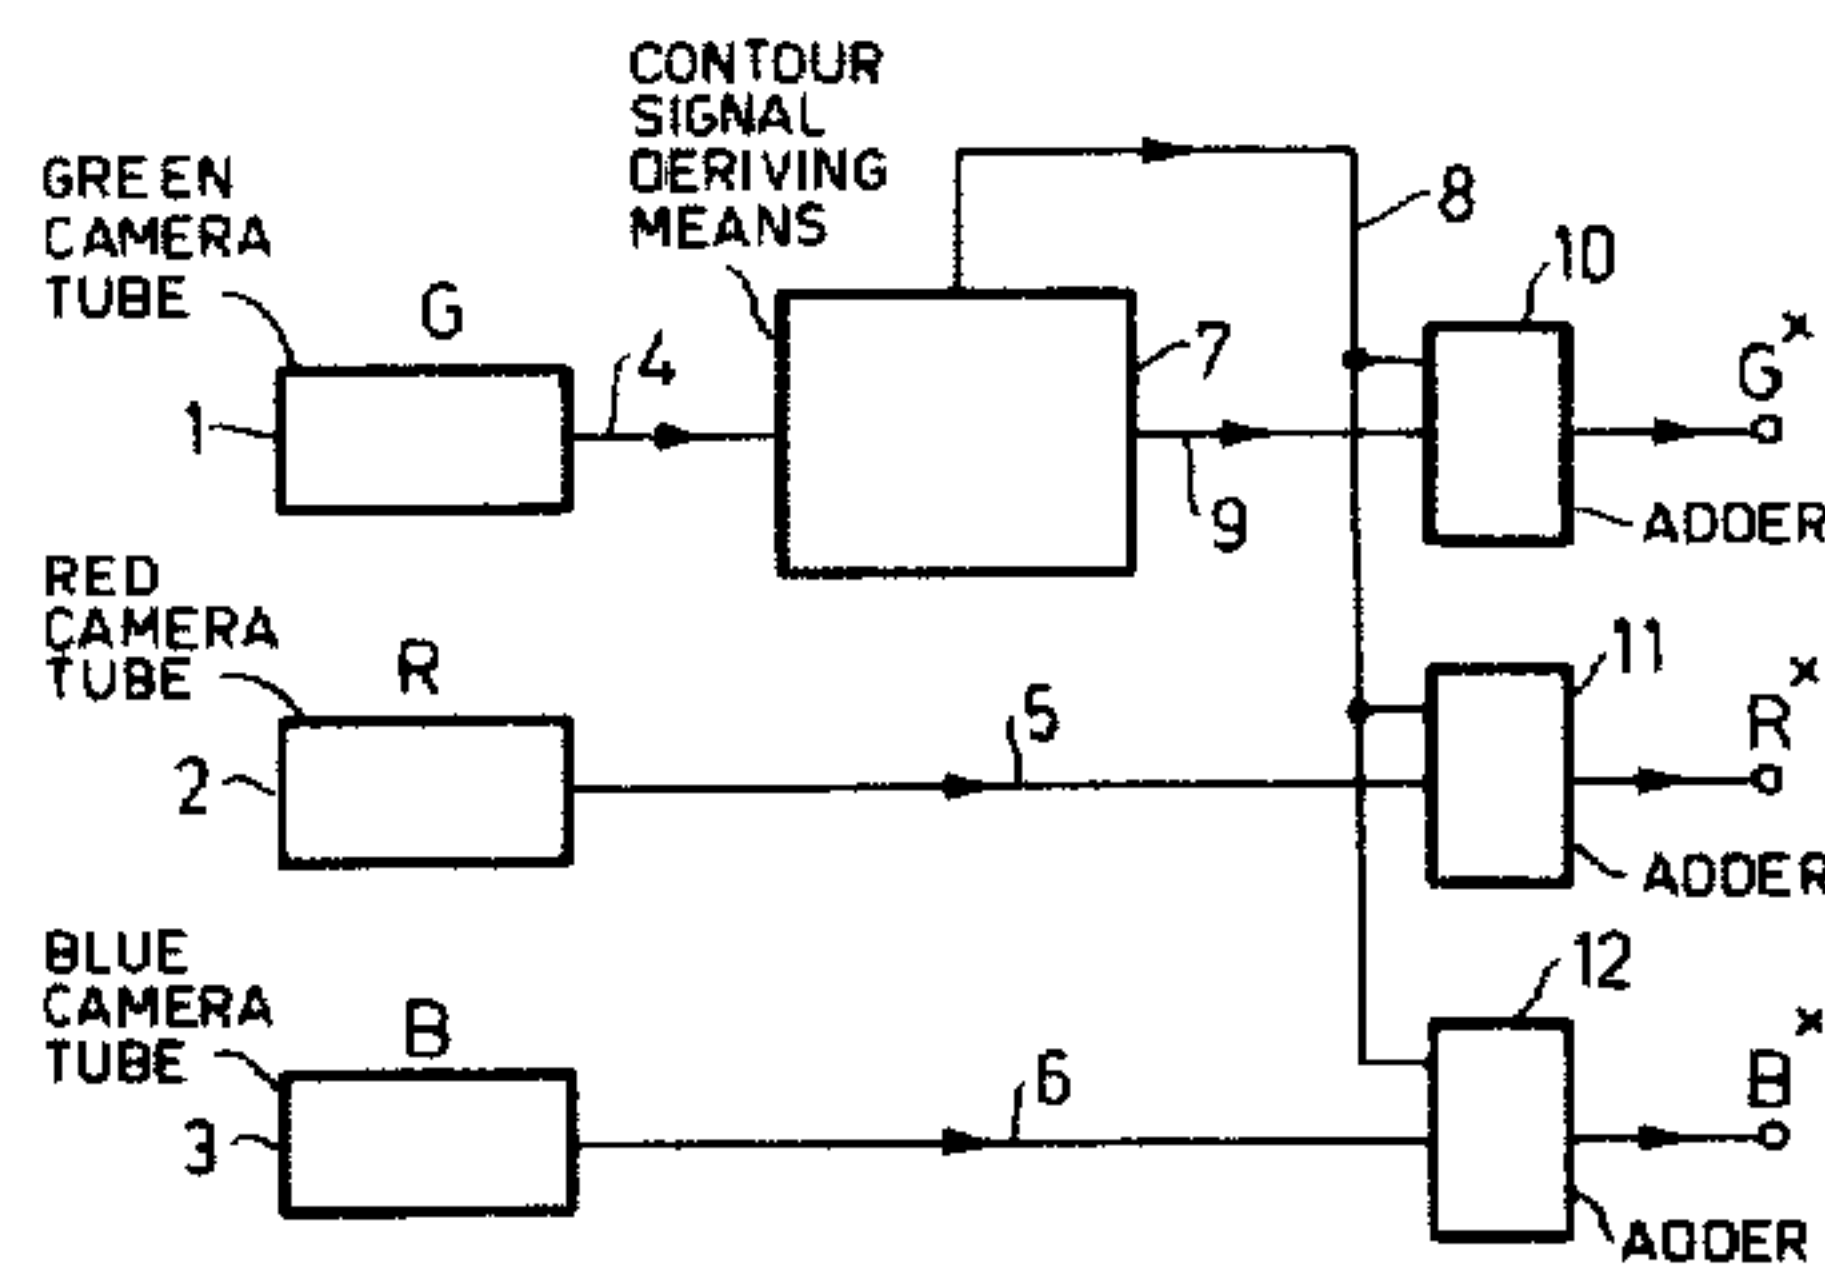 CONTOUR
SIGNAL
DERIVING
MEANS
GREEN
CAMERA
TUBE
G
1
4
7
8
9
10
G×
ADDER
RED
CAMERA
TUBE
R
2
5
11
R×
ADDER
BLUE
CAMERA
TUBE
B
3
6
12
B×
ADDER